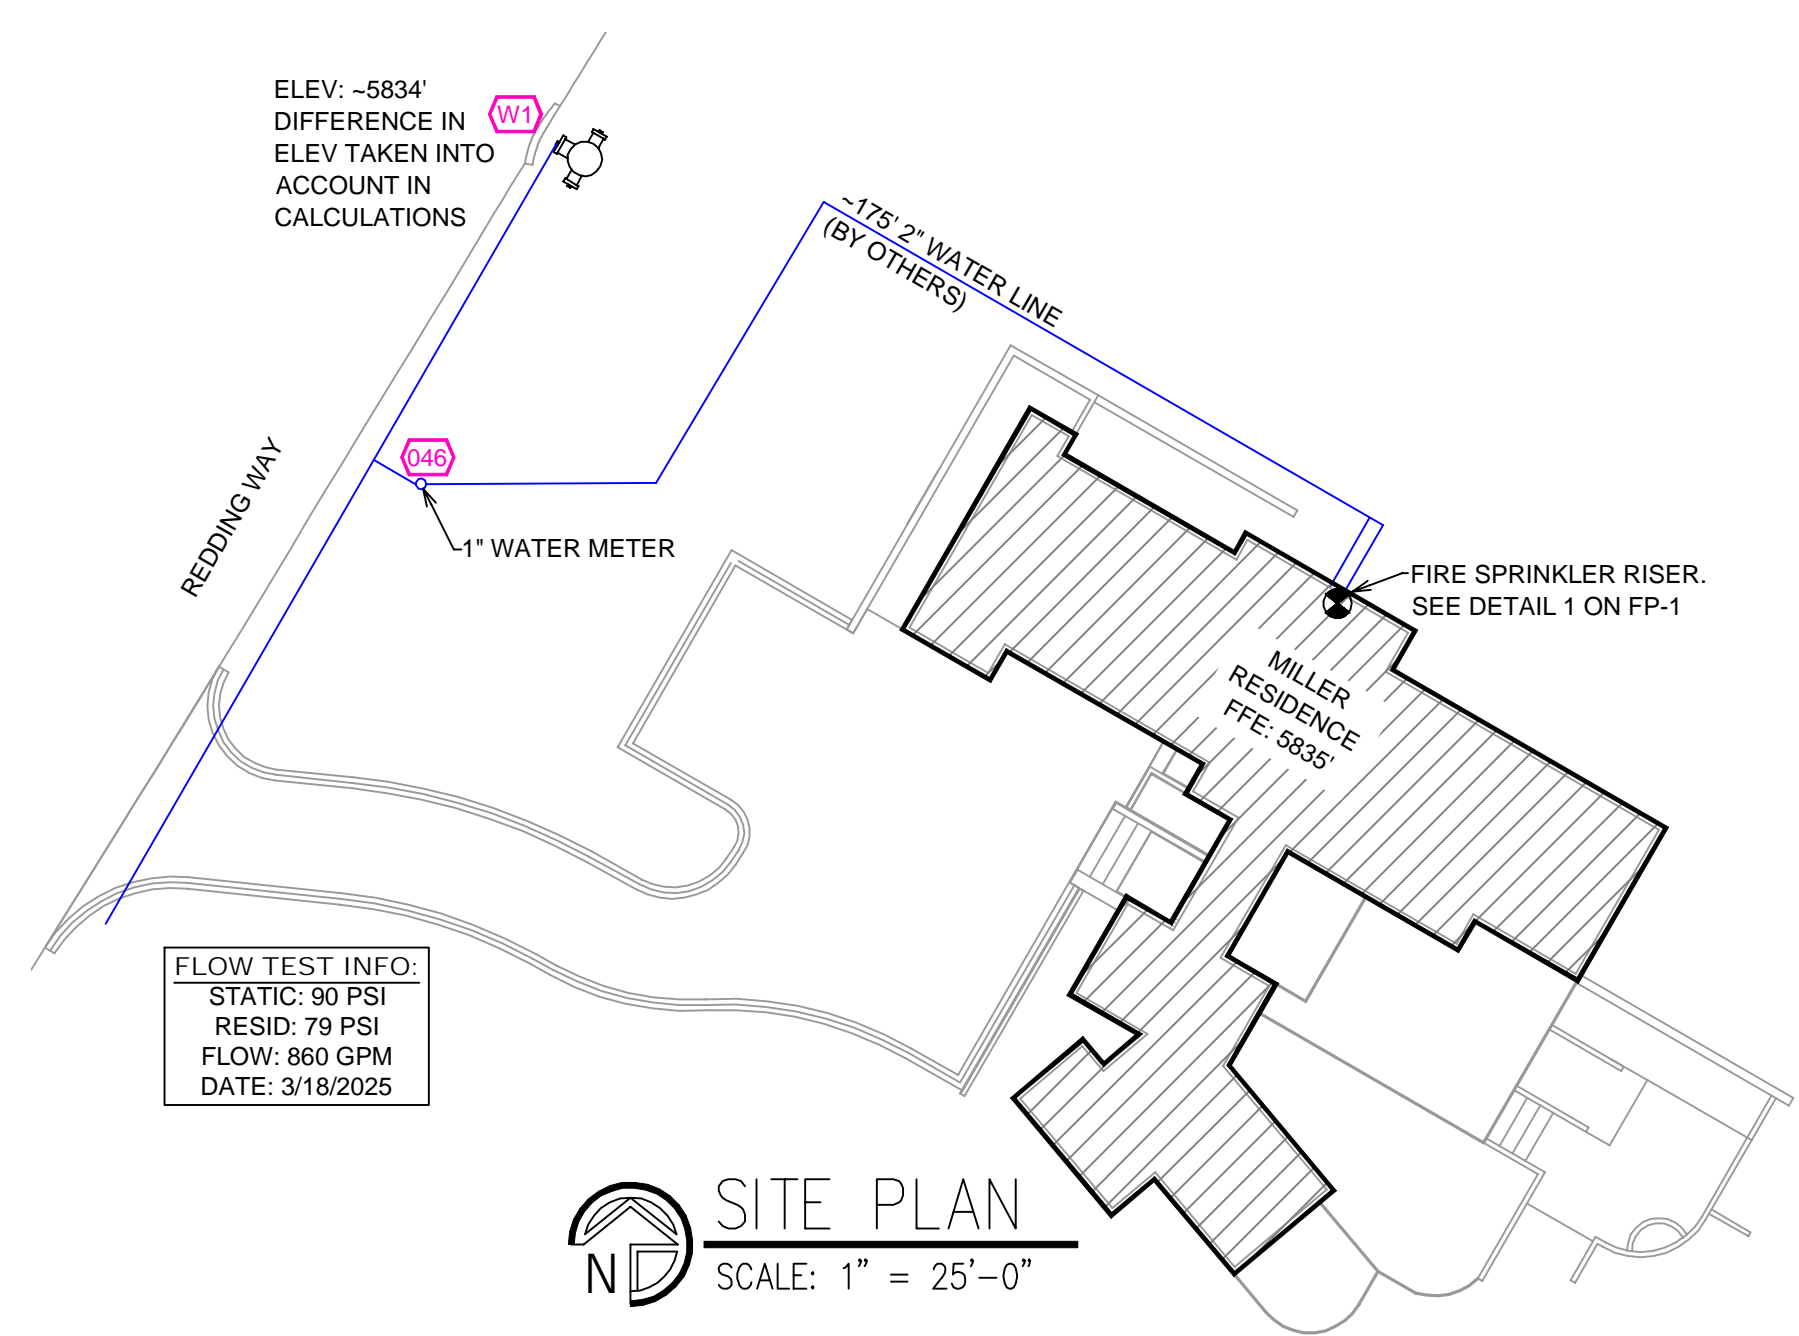 ELEV: ~5834'
DIFFERENCE IN
ELEV TAKEN INTO
ACCOUNT IN
CALCULATIONS
W1
~175' 2" WATER LINE
(BY OTHERS)
046
1" WATER METER
REDDING WAY
FIRE SPRINKLER RISER.
SEE DETAIL 1 ON FP-1
MILLER
RESIDENCE
FFE: 5835'
FLOW TEST INFO:
STATIC: 90 PSI
RESID: 79 PSI
FLOW: 860 GPM
DATE: 3/18/2025
N
SITE PLAN
SCALE: 1" = 25'-0"